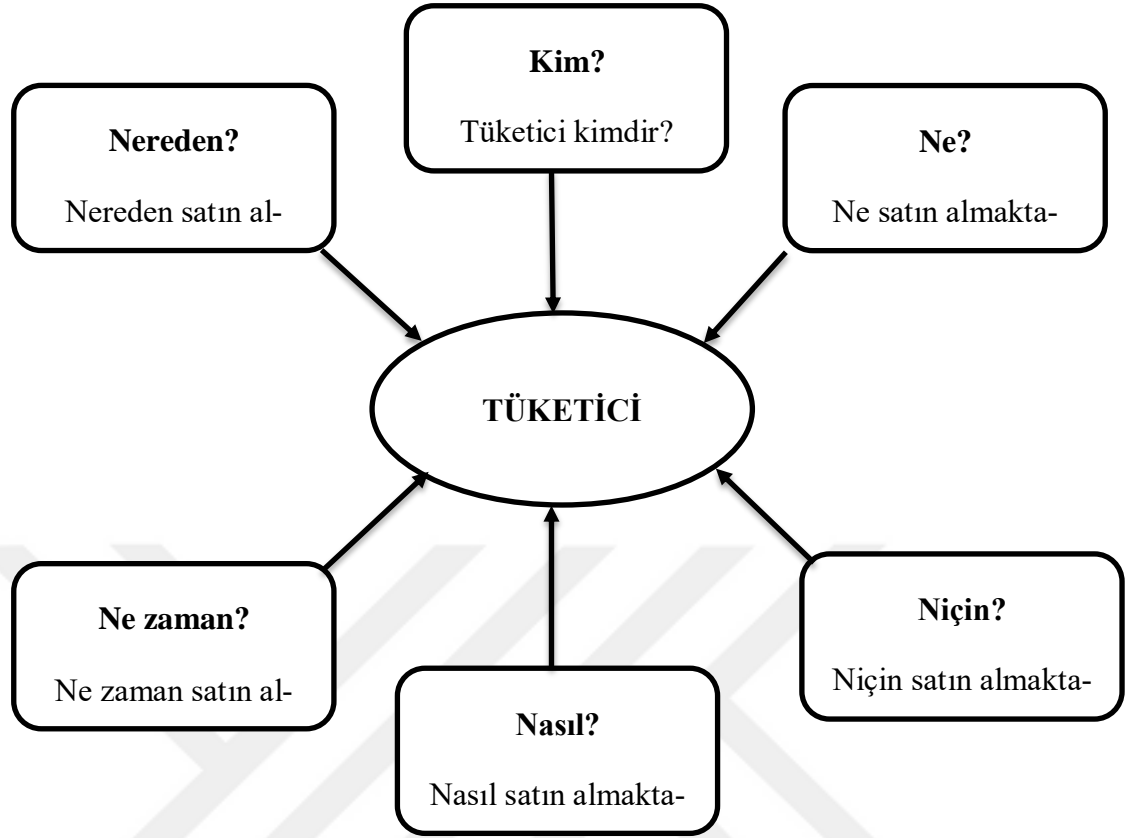 Kim?
Tüketici kimdir?
Nereden?
Nereden satın al-
Ne?
Ne satın almakta-
TÜKETİCİ
Ne zaman?
Ne zaman satın al-
Niçin?
Niçin satın almakta-
Nasıl?
Nasıl satın almakta-